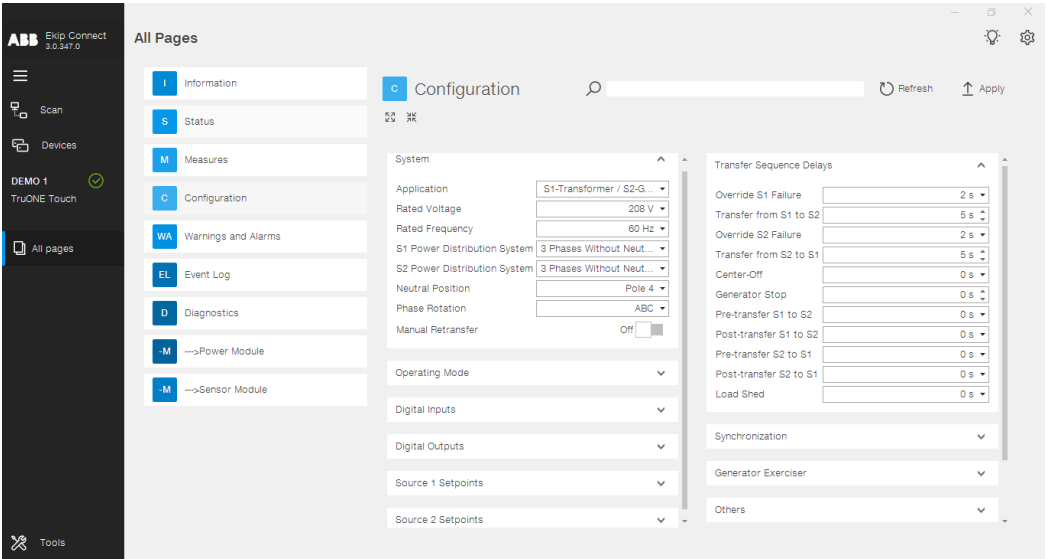 ABB Ekip Connect
3.0.347.0
Scan
Devices
DEMO 1
TruONE Touch
All pages
Tools
All Pages
I Information
S Status
M Measures
C Configuration
WA Warnings and Alarms
EL Event Log
D Diagnostics
-M --->Power Module
-M --->Sensor Module
C Configuration
Refresh
Apply
System
Application S1-Transformer / S2-G...
Rated Voltage 208 V
Rated Frequency 60 Hz
S1 Power Distribution System 3 Phases Without Neut...
S2 Power Distribution System 3 Phases Without Neut...
Neutral Position Pole 4
Phase Rotation ABC
Manual Retransfer Off
Operating Mode
Digital Inputs
Digital Outputs
Source 1 Setpoints
Source 2 Setpoints
Transfer Sequence Delays
Override S1 Failure 2 s
Transfer from S1 to S2 5 s
Override S2 Failure 2 s
Transfer from S2 to S1 5 s
Center-Off 0 s
Generator Stop 0 s
Pre-transfer S1 to S2 0 s
Post-transfer S1 to S2 0 s
Pre-transfer S2 to S1 0 s
Post-transfer S2 to S1 0 s
Load Shed 0 s
Synchronization
Generator Exerciser
Others